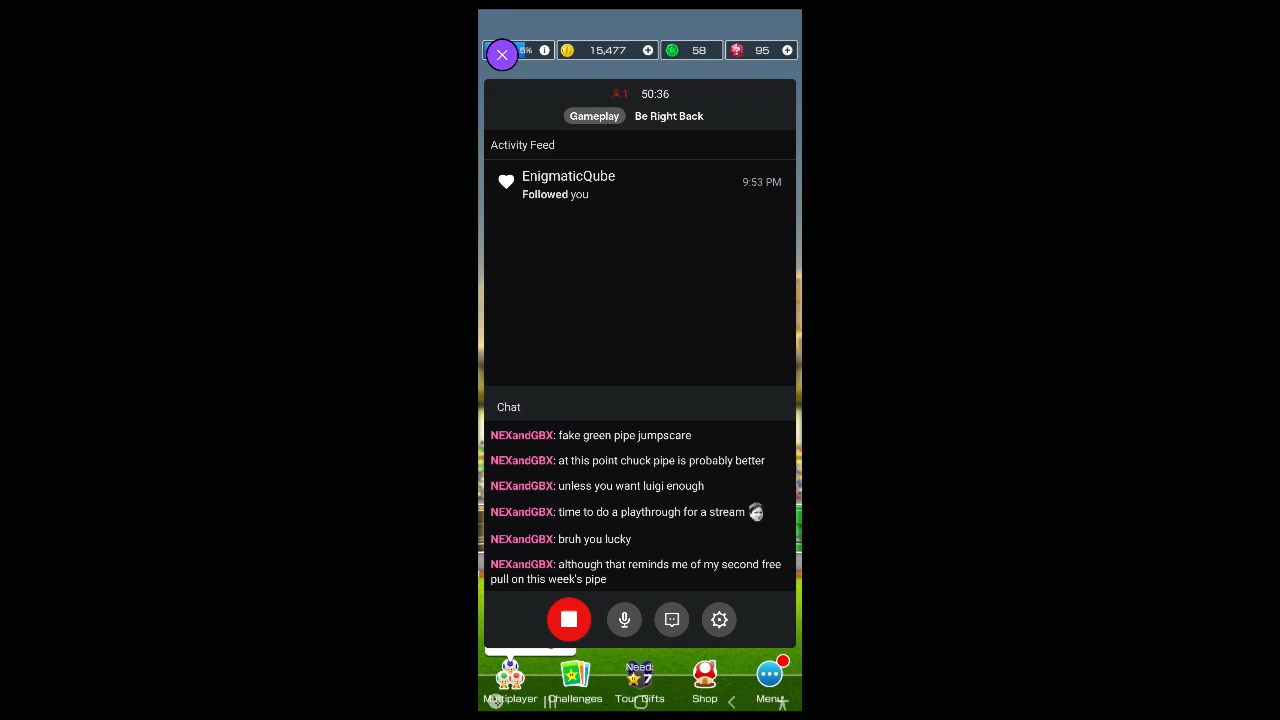 5% 15,477 58 95
1 50:36
Gameplay Be Right Back
Activity Feed
EnigmaticQube
9:53 PM
Followed you
Chat
NEXandGBX: fake green pipe jumpscare
NEXandGBX: at this point chuck pipe is probably better
NEXandGBX: unless you want luigi enough
NEXandGBX: time to do a playthrough for a stream
NEXandGBX: bruh you lucky
NEXandGBX: although that reminds me of my second free
pull on this week's pipe
Need:
7
Multiplayer Challenges Tour Gifts Shop Menu